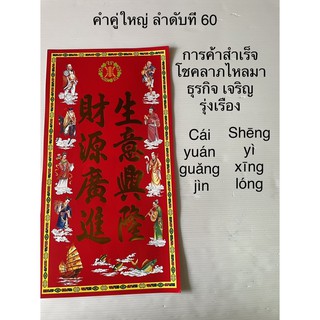 คำคู่ใหญ่ ลำดับที่ 60
การค้าสำเร็จ
โชคลาภไหลมา
ธุรกิจ เจริญ
รุ่งเรือง
生意興隆
財源廣進
Cái yuán guǎng jìn
Shēng yì xīng lóng